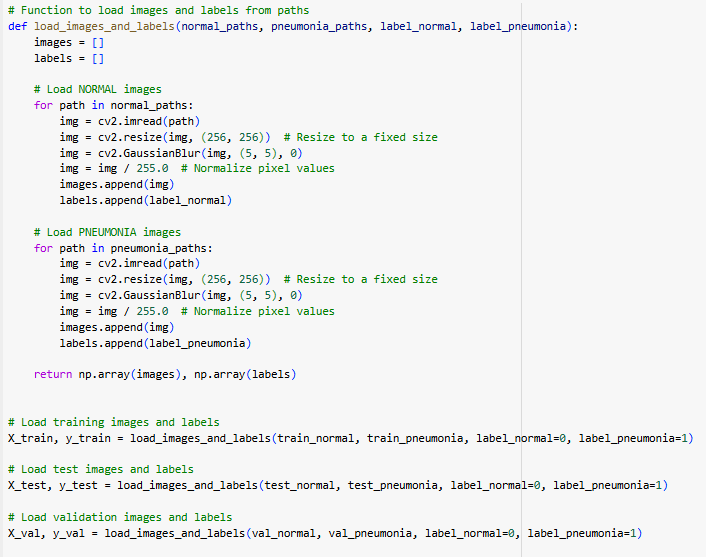 # Function to load images and labels from paths
def load_images_and_labels(normal_paths, pneumonia_paths, label_normal, label_pneumonia):
    images = []
    labels = []

    # Load NORMAL images
    for path in normal_paths:
        img = cv2.imread(path)
        img = cv2.resize(img, (256, 256))  # Resize to a fixed size
        img = cv2.GaussianBlur(img, (5, 5), 0)
        img = img / 255.0  # Normalize pixel values
        images.append(img)
        labels.append(label_normal)

    # Load PNEUMONIA images
    for path in pneumonia_paths:
        img = cv2.imread(path)
        img = cv2.resize(img, (256, 256))  # Resize to a fixed size
        img = cv2.GaussianBlur(img, (5, 5), 0)
        img = img / 255.0  # Normalize pixel values
        images.append(img)
        labels.append(label_pneumonia)

    return np.array(images), np.array(labels)

# Load training images and labels
X_train, y_train = load_images_and_labels(train_normal, train_pneumonia, label_normal=0, label_pneumonia=1)

# Load test images and labels
X_test, y_test = load_images_and_labels(test_normal, test_pneumonia, label_normal=0, label_pneumonia=1)

# Load validation images and labels
X_val, y_val = load_images_and_labels(val_normal, val_pneumonia, label_normal=0, label_pneumonia=1)